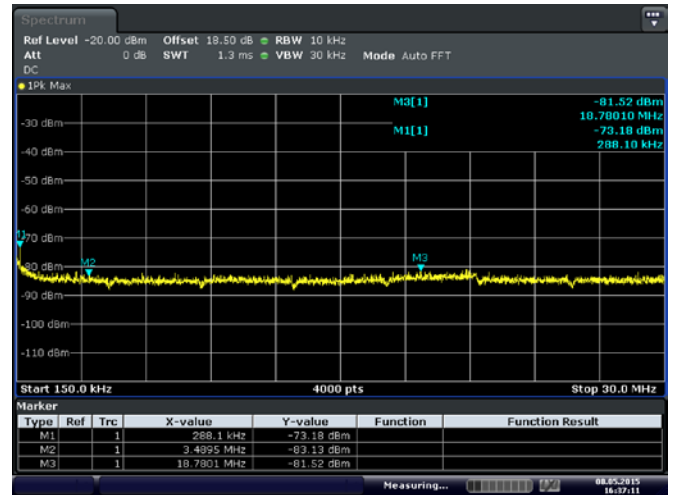 Spectrum
Ref Level -20.00 dBm Offset 18.50 dB RBW 10 kHz
Att 0 dB SWT 1.3 ms VBW 30 kHz Mode Auto FFT
DC
1Pk Max
M3[1] -81.52 dBm
18.78010 MHz
M1[1] -73.18 dBm
288.10 kHz
-30 dBm
-40 dBm
-50 dBm
-60 dBm
M1
-70 dBm
M3
M2
-80 dBm
-90 dBm
-100 dBm
-110 dBm
Start 150.0 kHz 4000 pts Stop 30.0 MHz
Marker
Type Ref Trc X-value Y-value Function Function Result
M1 1 288.1 kHz -73.18 dBm
M2 1 3.4895 MHz -83.13 dBm
M3 1 18.7801 MHz -81.52 dBm
Measuring... 08.05.2015
16:37:11